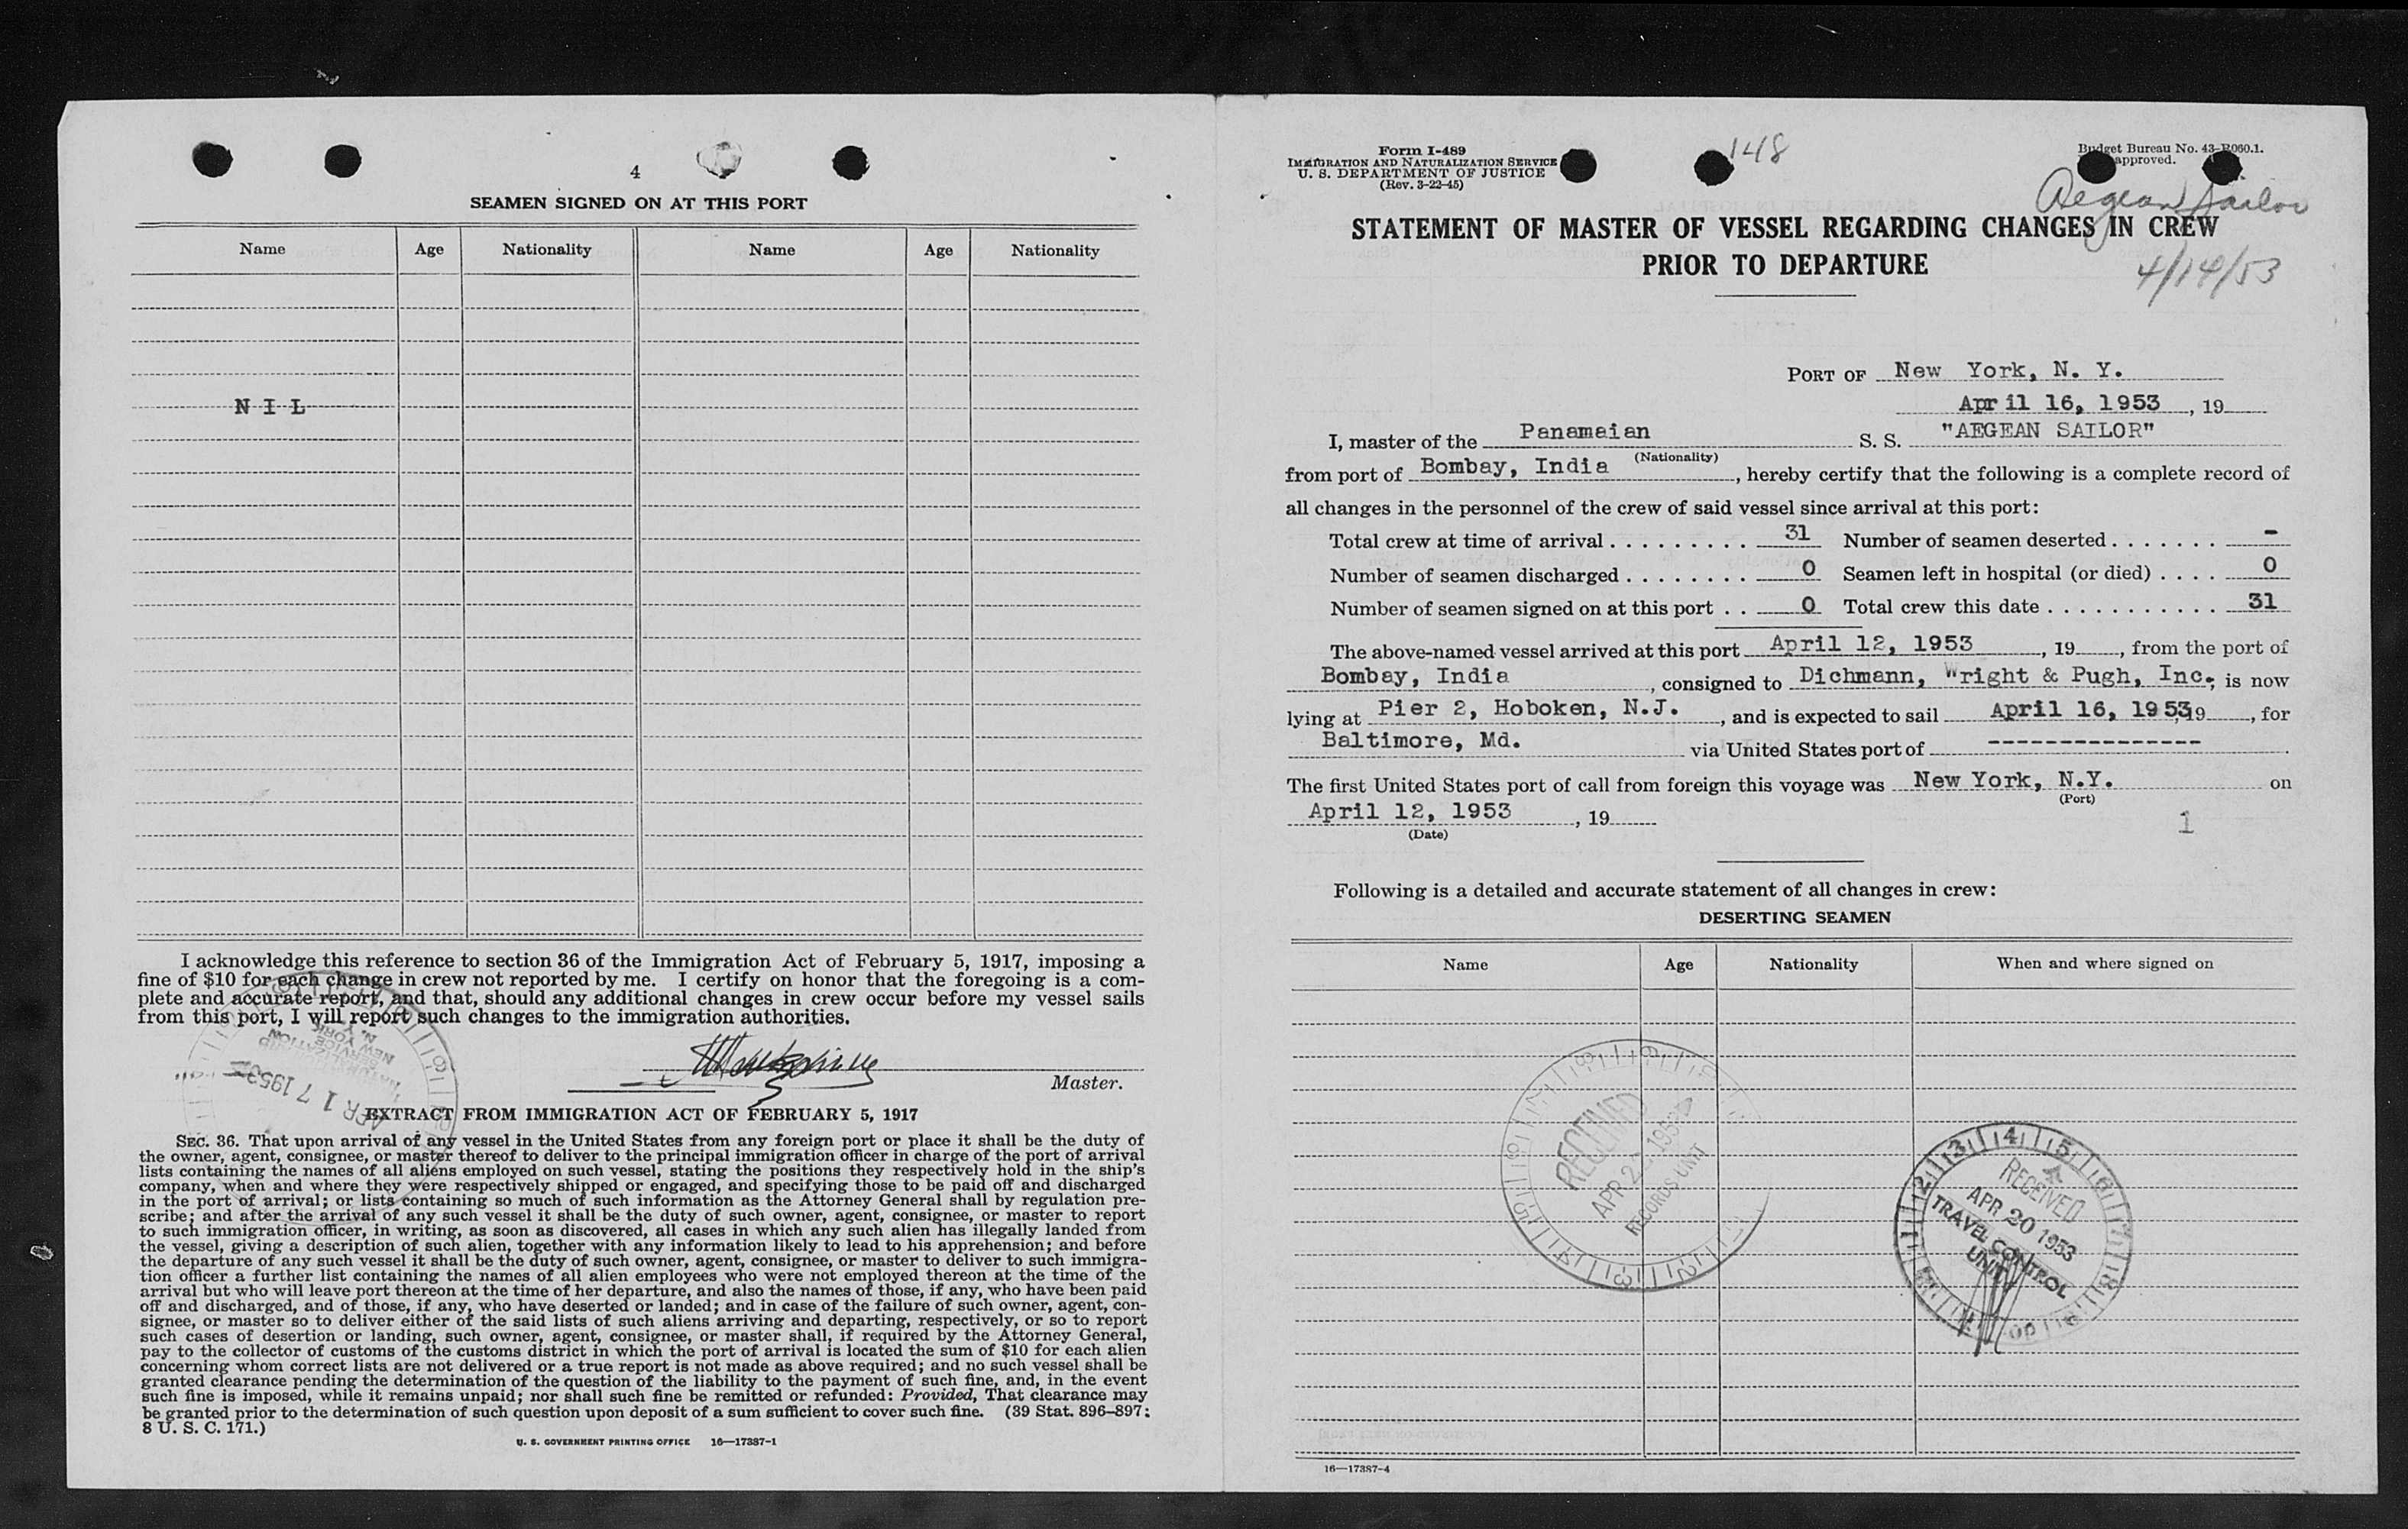 4
SEAMEN SIGNED ON AT THIS PORT
Name Age Nationality Name Age Nationality
N I L
I acknowledge this reference to section 36 of the Immigration Act of February 5, 1917, imposing a
fine of $10 for each change in crew not reported by me. I certify on honor that the foregoing is a com-
plete and accurate report, and that, should any additional changes in crew occur before my vessel sails
from this port, I will report such changes to the immigration authorities.
Master.
NATURALIZATION
SERVICE
NEW YORK
N. Y.
APR 17 1953
EXTRACT FROM IMMIGRATION ACT OF FEBRUARY 5, 1917
SEC. 36. That upon arrival of any vessel in the United States from any foreign port or place it shall be the duty of
the owner, agent, consignee, or master thereof to deliver to the principal immigration officer in charge of the port of arrival
lists containing the names of all aliens employed on such vessel, stating the positions they respectively hold in the ship's
company, when and where they were respectively shipped or engaged, and specifying those to be paid off and discharged
in the port of arrival; or lists containing so much of such information as the Attorney General shall by regulation pre-
scribe; and after the arrival of any such vessel it shall be the duty of such owner, agent, consignee, or master to report
to such immigration officer, in writing, as soon as discovered, all cases in which any such alien has illegally landed from
the vessel, giving a description of such alien, together with any information likely to lead to his apprehension; and before
the departure of any such vessel it shall be the duty of such owner, agent, consignee, or master to deliver to such immigra-
tion officer a further list containing the names of all alien employees who were not employed thereon at the time of the
arrival but who will leave port thereon at the time of her departure, and also the names of those, if any, who have been paid
off and discharged, and of those, if any, who have deserted or landed; and in case of the failure of such owner, agent, con-
signee, or master so to deliver either of the said lists of such aliens arriving and departing, respectively, or so to report
such cases of desertion or landing, such owner, agent, consignee, or master shall, if required by the Attorney General,
pay to the collector of customs of the customs district in which the port of arrival is located the sum of $10 for each alien
concerning whom correct lists are not delivered or a true report is not made as above required; and no such vessel shall be
granted clearance pending the determination of the question of the liability to the payment of such fine, and, in the event
such fine is imposed, while it remains unpaid; nor shall such fine be remitted or refunded: Provided, That clearance may
be granted prior to the determination of such question upon deposit of a sum sufficient to cover such fine. (39 Stat. 896–897;
8 U. S. C. 171.)
U. S. GOVERNMENT PRINTING OFFICE 16—17387-1
Form I-489
IMMIGRATION AND NATURALIZATION SERVICE
U. S. DEPARTMENT OF JUSTICE
(Rev. 3-22-45)
148
Budget Bureau No. 43-R060.1.
approved.
Aegean Sailor
STATEMENT OF MASTER OF VESSEL REGARDING CHANGES IN CREW
PRIOR TO DEPARTURE
4/14/53
PORT OF New York, N. Y.
April 16, 1953, 19
I, master of the Panamaian S. S. "AEGEAN SAILOR"
(Nationality)
from port of Bombay, India, hereby certify that the following is a complete record of
all changes in the personnel of the crew of said vessel since arrival at this port:
Total crew at time of arrival . . . . . . . . . 31 Number of seamen deserted . . . . . . . -
Number of seamen discharged . . . . . . . . 0 Seamen left in hospital (or died) . . . . 0
Number of seamen signed on at this port . . 0 Total crew this date . . . . . . . . . . . 31
The above-named vessel arrived at this port April 12, 1953, 19, from the port of
Bombay, India, consigned to Dichmann, Wright & Pugh, Inc., is now
lying at Pier 2, Hoboken, N.J., and is expected to sail April 16, 1953, 19, for
Baltimore, Md. via United States port of ----------------.
The first United States port of call from foreign this voyage was New York, N.Y. on
(Port)
April 12, 1953, 19
(Date)
1
Following is a detailed and accurate statement of all changes in crew:
DESERTING SEAMEN
Name Age Nationality When and where signed on
RECEIVED
APR 2 1953
RECORDS UNIT
RECEIVED
APR 20 1953
TRAVEL CONTROL
UNIT
16—17387-4